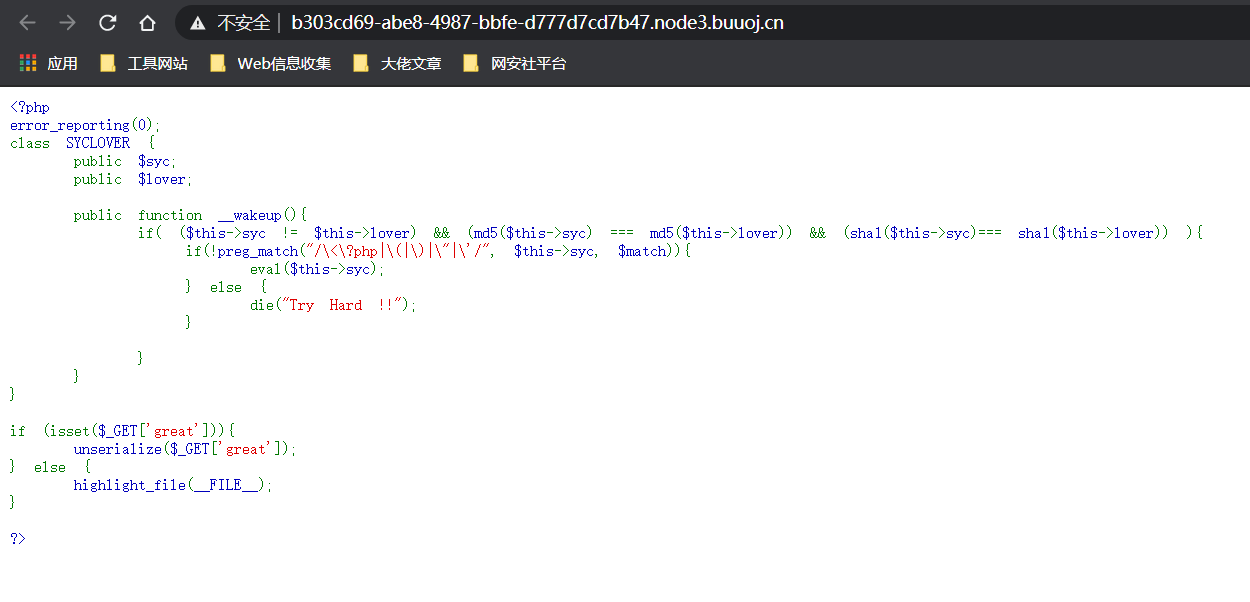 不安全 | b303cd69-abe8-4987-bbfe-d777d7cd7b47.node3.buuoj.cn
应用 工具网站 Web信息收集 大佬文章 网安社平台
<?php
error_reporting(0);
class SYCLOVER {
    public $syc;
    public $lover;
    public function __wakeup(){
        if( ($this->syc != $this->lover) && (md5($this->syc) === md5($this->lover)) && (sha1($this->syc)=== sha1($this->lover)) ){
           if(!preg_match("/\<\?php|\(|\)|\"|\'/", $this->syc, $match)){
               eval($this->syc);
           } else {
               die("Try Hard !!");
           }
        }
    }
}
if (isset($_GET['great'])){
    unserialize($_GET['great']);
} else {
    highlight_file(__FILE__);
}
?>